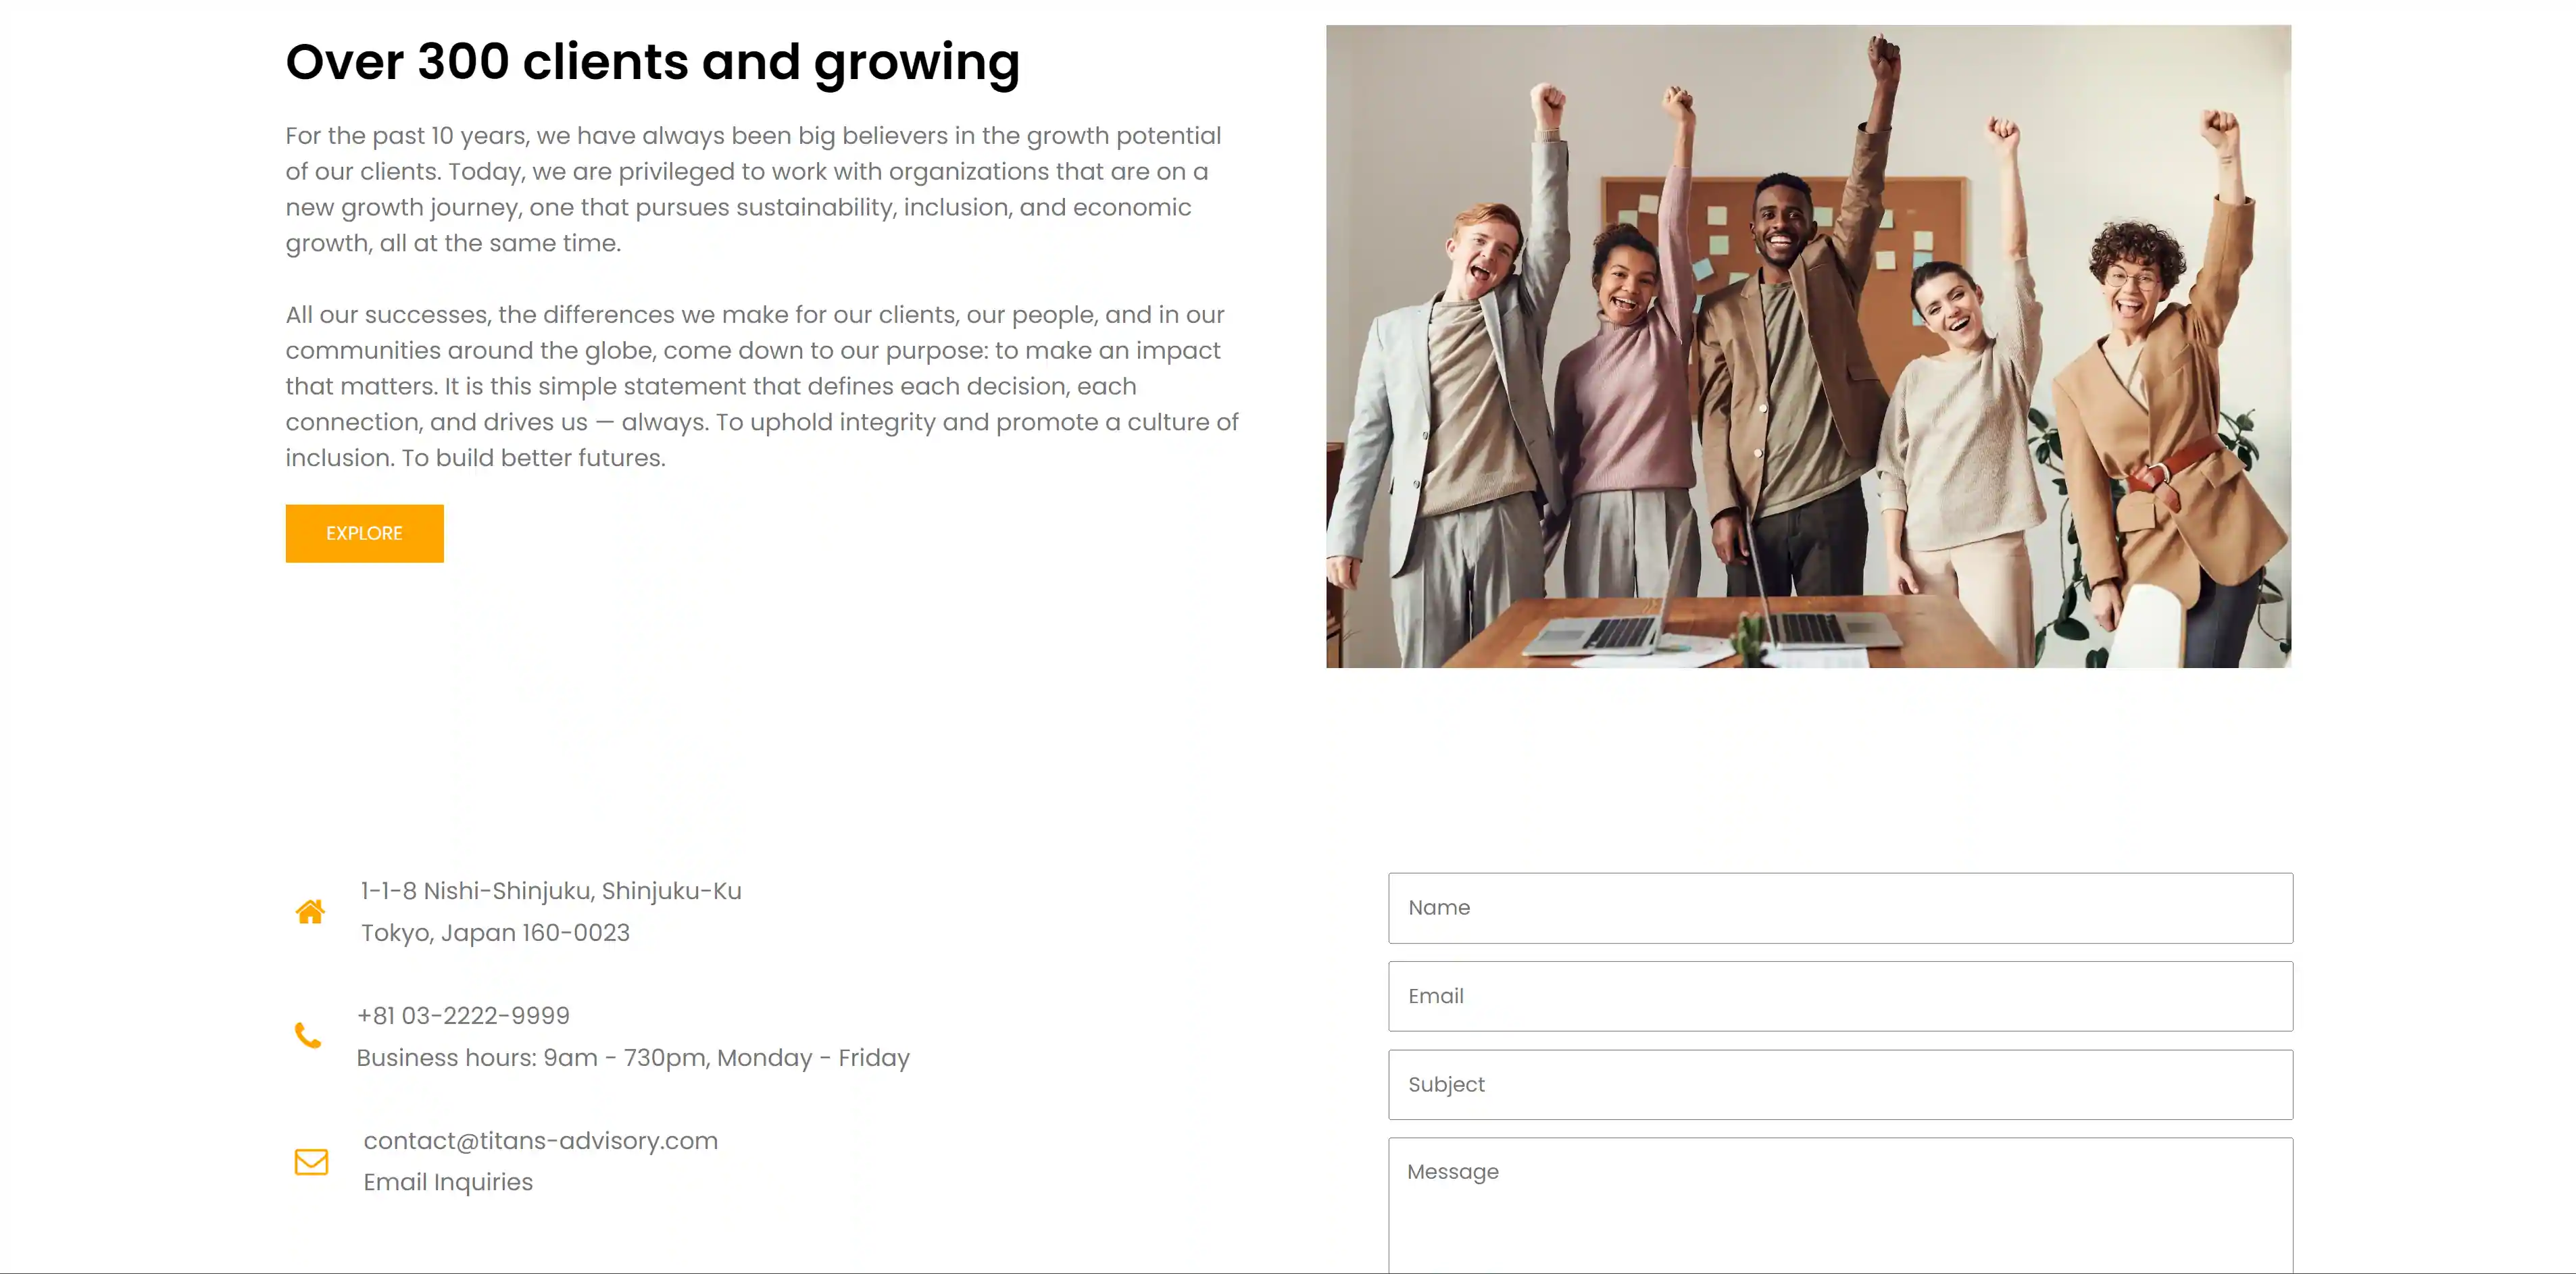 Over 300 clients and growing
For the past 10 years, we have always been big believers in the growth potential
of our clients. Today, we are privileged to work with organizations that are on a
new growth journey, one that pursues sustainability, inclusion, and economic
growth, all at the same time.
All our successes, the differences we make for our clients, our people, and in our
communities around the globe, come down to our purpose: to make an impact
that matters. It is this simple statement that defines each decision, each
connection, and drives us — always. To uphold integrity and promote a culture of
inclusion. To build better futures.
EXPLORE
1-1-8 Nishi-Shinjuku, Shinjuku-Ku
Tokyo, Japan 160-0023
+81 03-2222-9999
Business hours: 9am - 730pm, Monday - Friday
contact@titans-advisory.com
Email Inquiries
Name
Email
Subject
Message